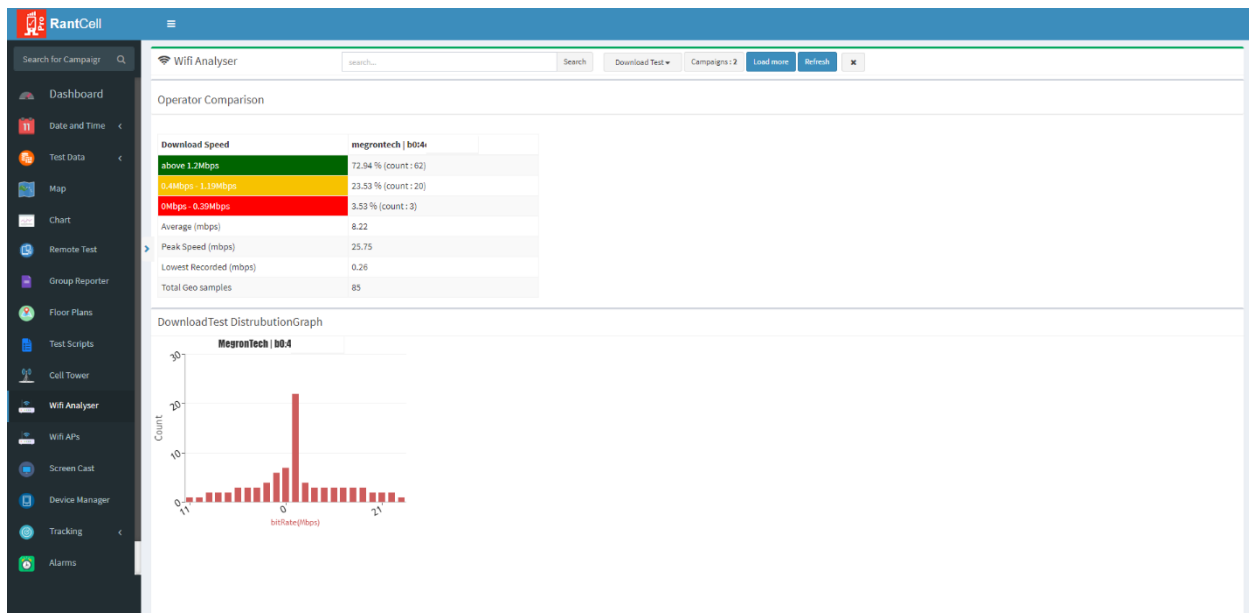 Pro RantCell
Search for Campaigr
Dashboard
11 Date and Time
Test Data
Map
Chart
Remote Test
Group Reporter
Floor Plans
Test Scripts
Cell Tower
Wifi Analyser
Wifi APs
Screen Cast
Device Manager
Tracking
Alarms
Wifi Analyser search... Search Download Test Campaigns : 2 Load more Refresh x
Operator Comparison
Download Speed megrontech | b0:4
above 1.2Mbps 72.94 % (count : 62)
0.4Mbps - 1.19Mbps 23.53 % (count : 20)
0Mbps - 0.39Mbps 3.53 % (count : 3)
Average (mbps) 8.22
Peak Speed (mbps) 25.75
Lowest Recorded (mbps) 0.26
Total Geo samples 85
DownloadTest DistrubutionGraph
MegronTech | b0:4
30
20
10
0
Count
11 0 21
bitRate(Mbps)